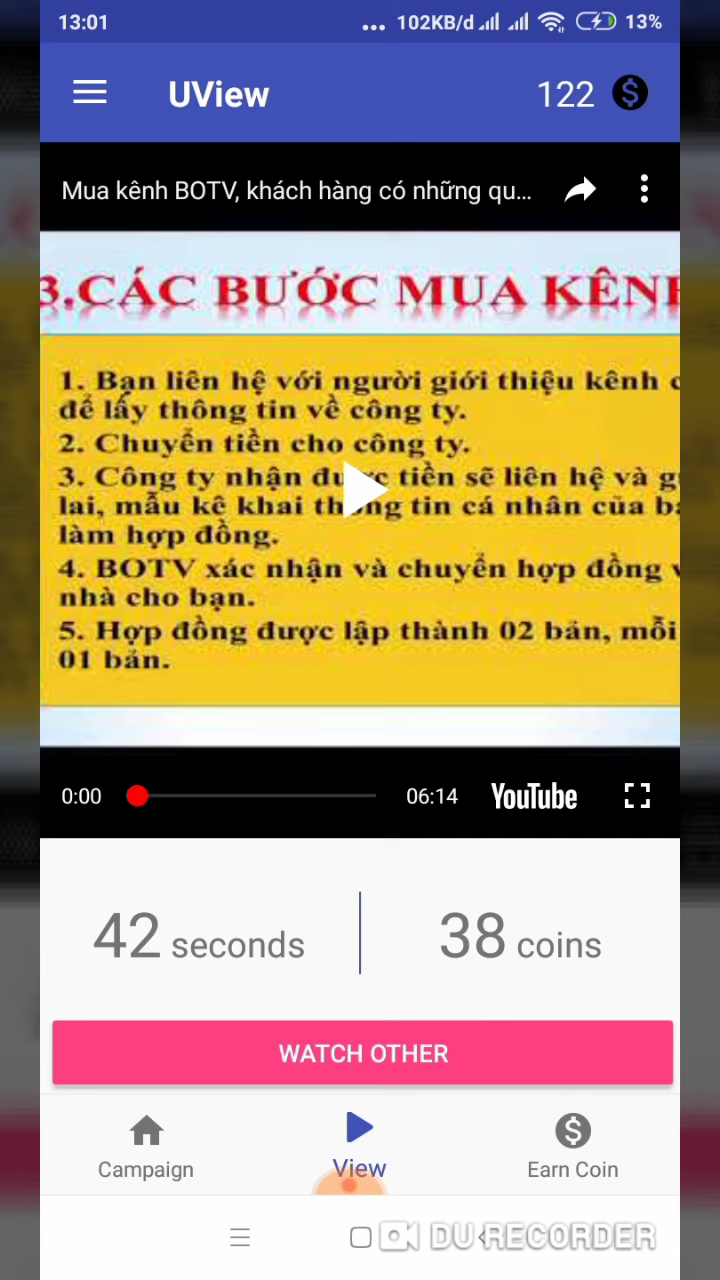 13:01 ... 102KB/d 13%
UView 122
Mua kênh BOTV, khách hàng có những qu...
3.CÁC BƯỚC MUA KÊNH
1. Bạn liên hệ với người giới thiệu kênh
để lấy thông tin về công ty.
2. Chuyển tiền cho công ty.
3. Công ty nhận được tiền sẽ liên hệ và
lai, mẫu kê khai thông tin cá nhân của
làm hợp đồng.
4. BOTV xác nhận và chuyển hợp đồng
nhà cho bạn.
5. Hợp đồng được lập thành 02 bản, mỗi
01 bản.
0:00 06:14 YouTube
42 seconds 38 coins
WATCH OTHER
Campaign View Earn Coin
DU RECORDER